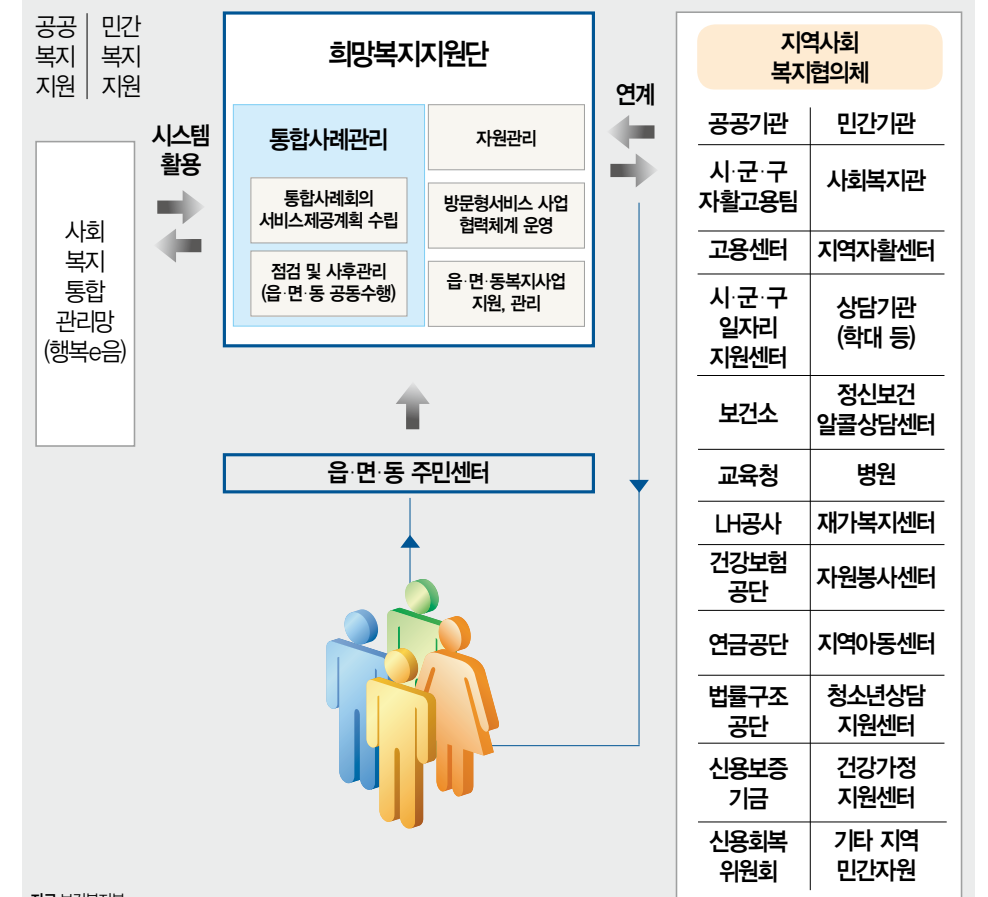 공공 민간
복지 복지
지원 지원
희망복지지원단
시스템
활용
연계
통합사례관리
통합사례회의
서비스제공계획 수립
점검 및 사후관리
(읍·면·동 공동수행)
자원관리
방문형서비스 사업
협력체계 운영
읍·면·동복지사업
지원, 관리
사회
복지
통합
관리망
(행복e음)
읍·면·동 주민센터
지역사회
복지협의체
공공기관 민간기관
시·군·구
자활고용팀
사회복지관
고용센터 지역자활센터
시·군·구
일자리
지원센터
상담기관
(학대 등)
보건소
정신보건
알콜상담센터
교육청 병원
LH공사 재가복지센터
건강보험
공단
자원봉사센터
연금공단 지역아동센터
법률구조
공단
청소년상담
지원센터
신용보증
기금
건강가정
지원센터
신용회복
위원회
기타 지역
민간자원